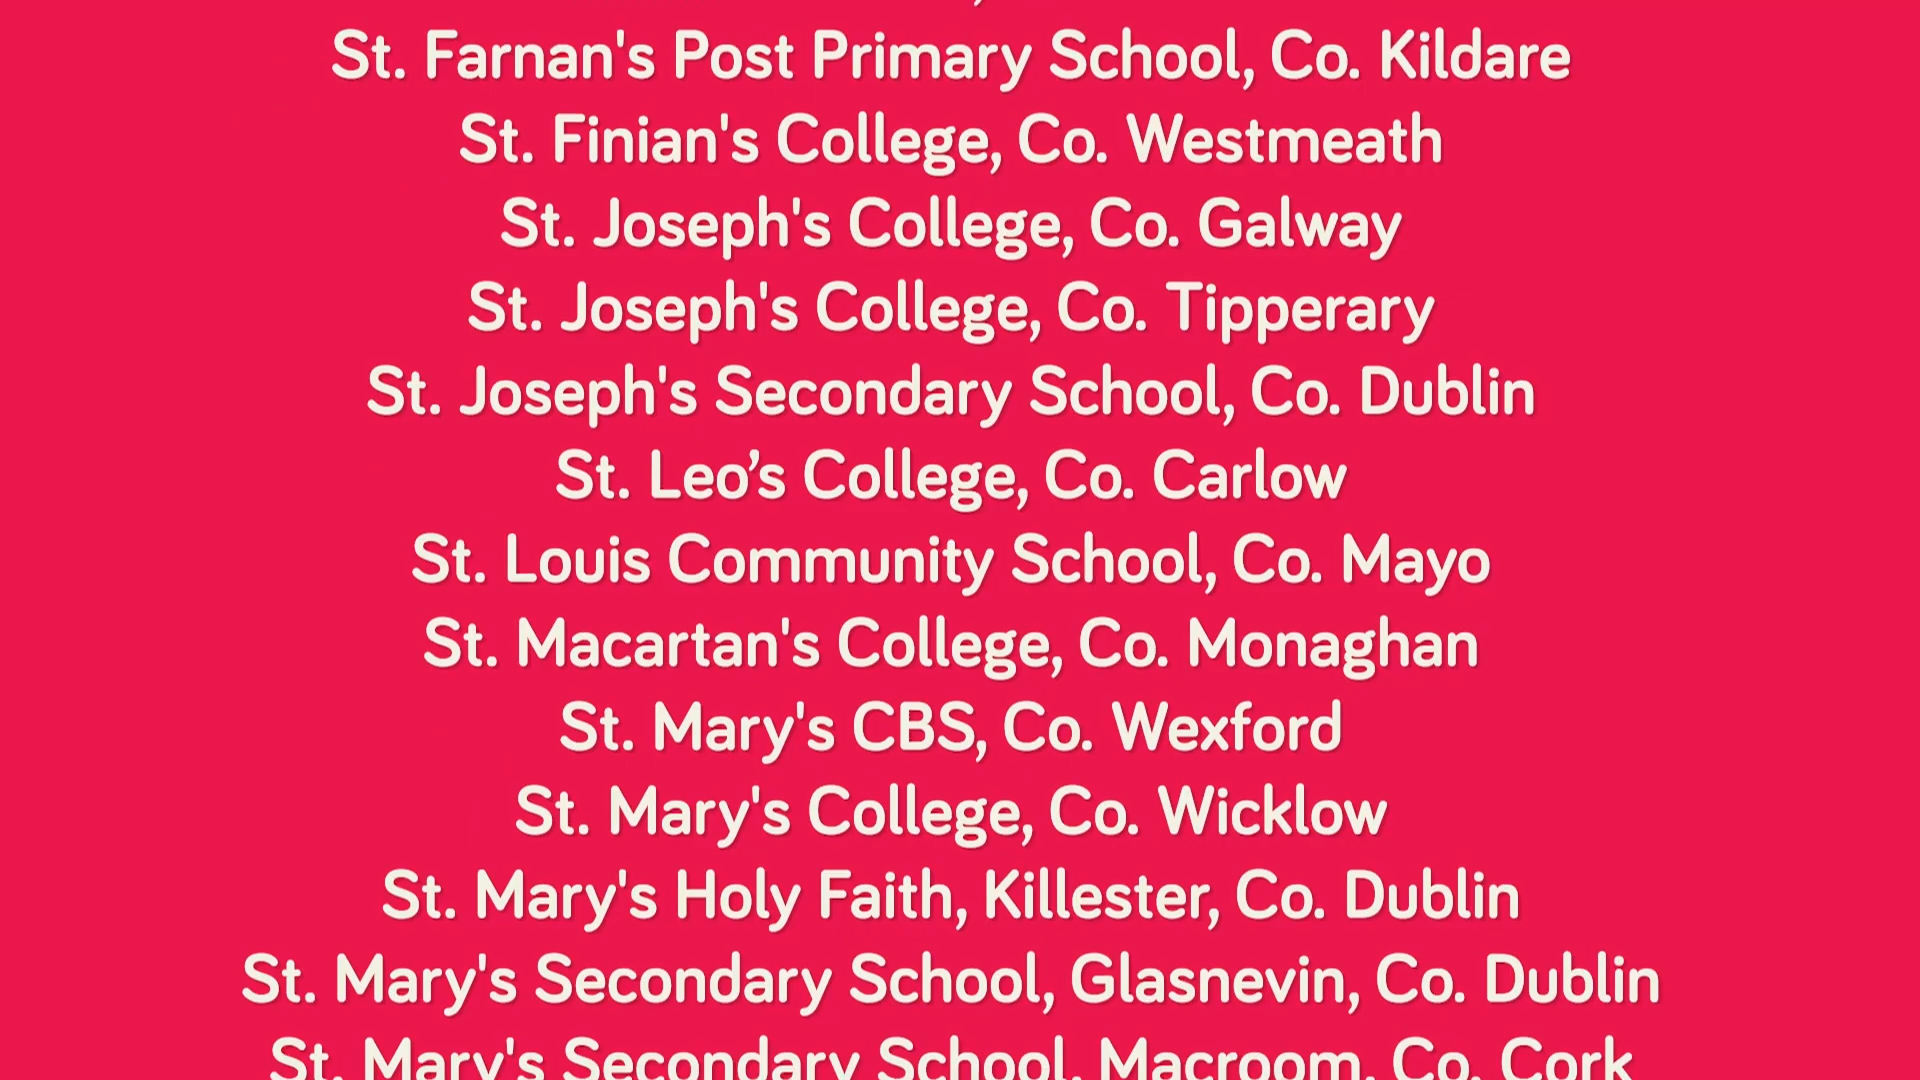 St. Farnan's Post Primary School, Co. Kildare
St. Finian's College, Co. Westmeath
St. Joseph's College, Co. Galway
St. Joseph's College, Co. Tipperary
St. Joseph's Secondary School, Co. Dublin
St. Leo’s College, Co. Carlow
St. Louis Community School, Co. Mayo
St. Macartan's College, Co. Monaghan
St. Mary's CBS, Co. Wexford
St. Mary's College, Co. Wicklow
St. Mary's Holy Faith, Killester, Co. Dublin
St. Mary's Secondary School, Glasnevin, Co. Dublin
St. Mary's Secondary School, Macroom, Co. Cork